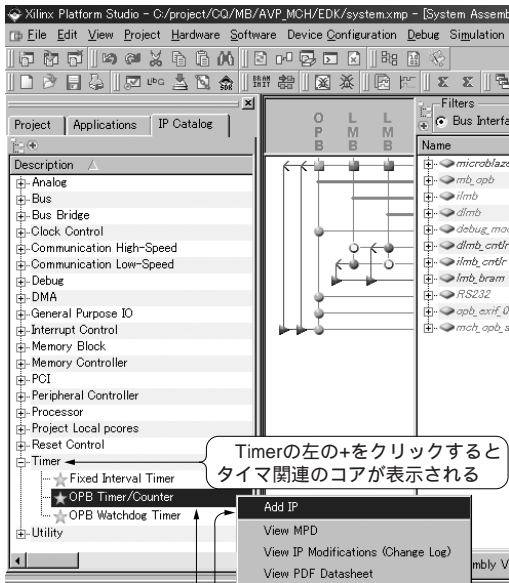 Xilinx Platform Studio - C:/project/CQ/MB/AVP_MCH/EDK/system.xmp - [System Assemb
File Edit View Project Hardware Software Device Configuration Debug Simulation
Project Applications IP Catalog
Description
Analog
Bus
Bus Bridge
Clock Control
Communication High-Speed
Communication Low-Speed
Debug
DMA
General Purpose IO
Interrupt Control
Memory Block
Memory Controller
PCI
Peripheral Controller
Processor
Project Local pcores
Reset Control
Timer
Fixed Interval Timer
OPB Timer/Counter
OPB Watchdog Timer
Utility
OPB LMB LMB
Filters
Bus Interfa
Name
microblaze
mb_opb
ilmb
dlmb
debug_mod
dlmb_cntlr
ilmb_cntlr
lmb_bram
RS232
opb_exif_0
mch_opb_s
Timerの左の+をクリックすると
タイマ関連のコアが表示される
Add IP
View MPD
View IP Modifications (Change Log)
View PDF Datasheet
mbly V